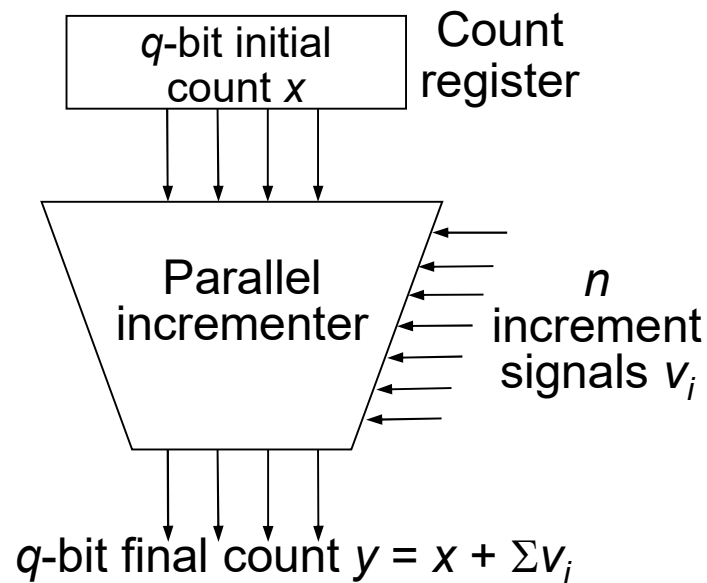 q-bit initial
count x
Count
register
Parallel
incrementer
n
increment
signals vᵢ
q-bit final count y = x + Σvᵢ